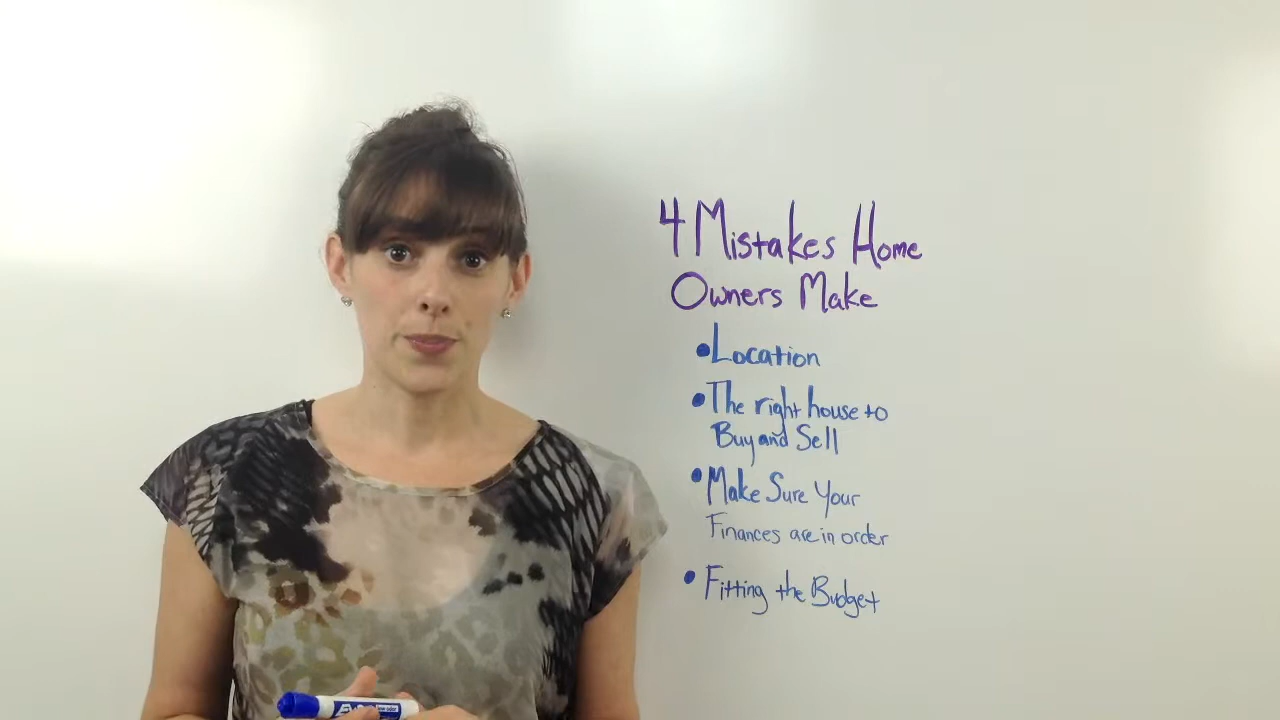 4 Mistakes Home
Owners Make
•Location
•The right house to
Buy and Sell
•Make Sure Your
Finances are in order
•Fitting the Budget